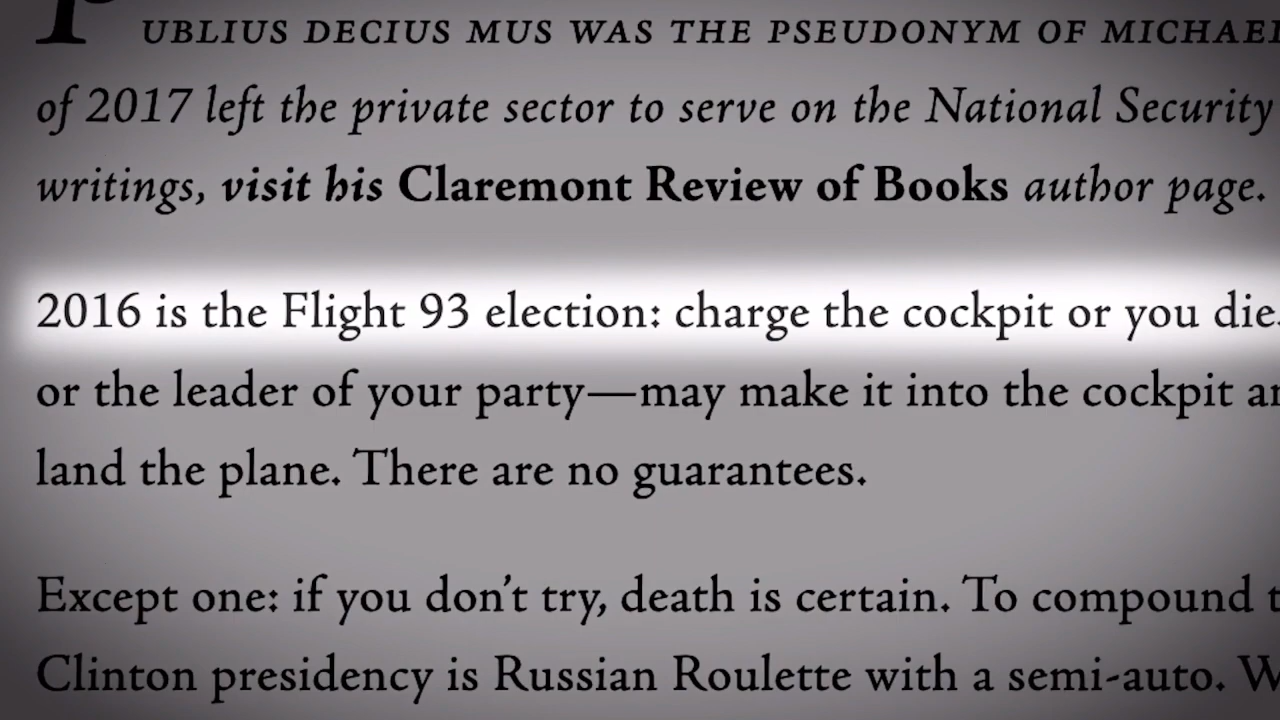 PUBLIUS DECIUS MUS WAS THE PSEUDONYM OF MICHAEL
of 2017 left the private sector to serve on the National Security
writings, visit his Claremont Review of Books author page.
2016 is the Flight 93 election: charge the cockpit or you die.
or the leader of your party—may make it into the cockpit an
land the plane. There are no guarantees.
Except one: if you don’t try, death is certain. To compound t
Clinton presidency is Russian Roulette with a semi-auto. W